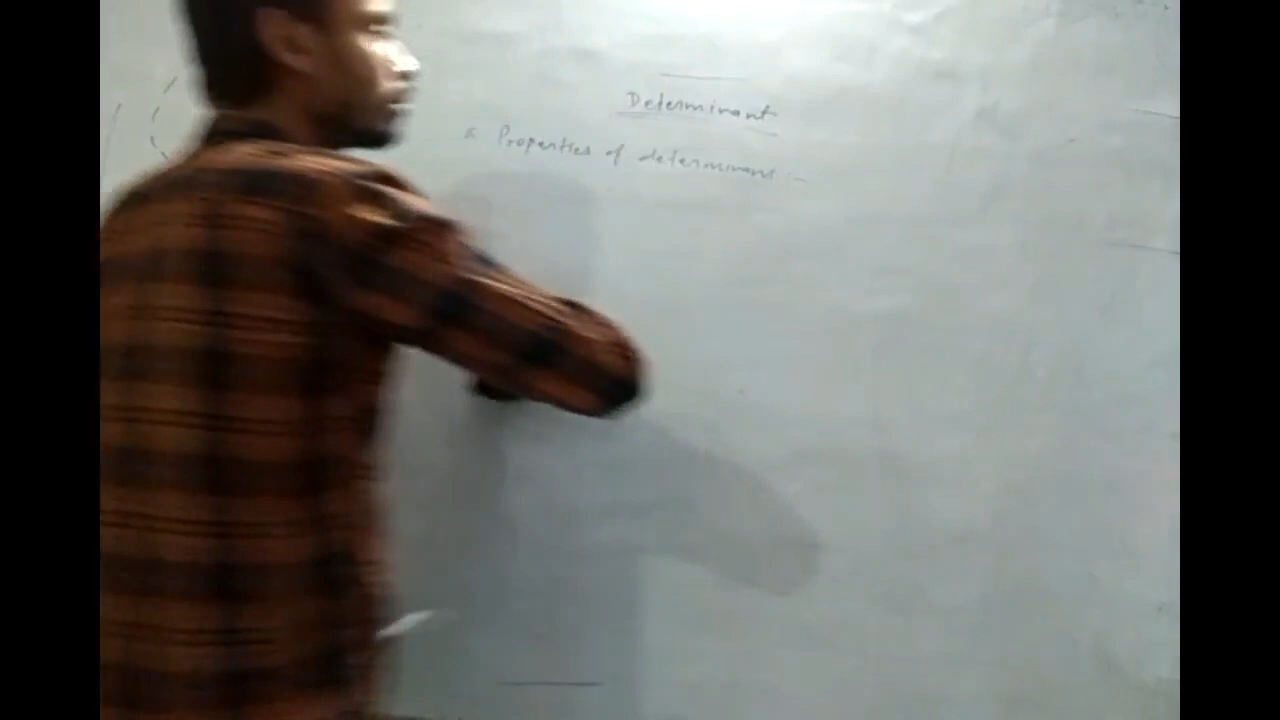 Determinant
Properties of determinant :-